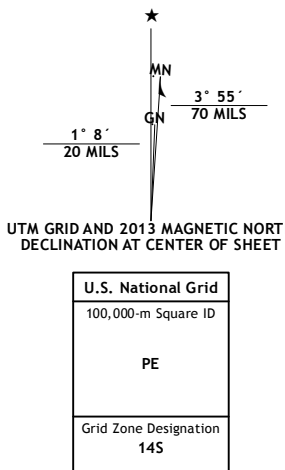 ★
MN
3° 55´
70 MILS
GN
1° 8´
20 MILS
UTM GRID AND 2013 MAGNETIC NORT
DECLINATION AT CENTER OF SHEET
U.S. National Grid
100,000-m Square ID
PE
Grid Zone Designation
14S